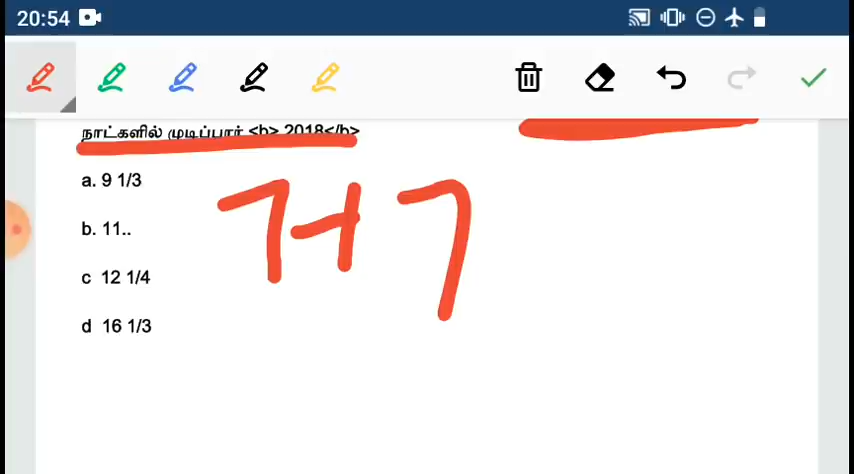 20:54
நாட்களில் முடிப்பார் <b> 2018</b>
a. 9 1/3
b. 11..
c 12 1/4
d 16 1/3
7+7